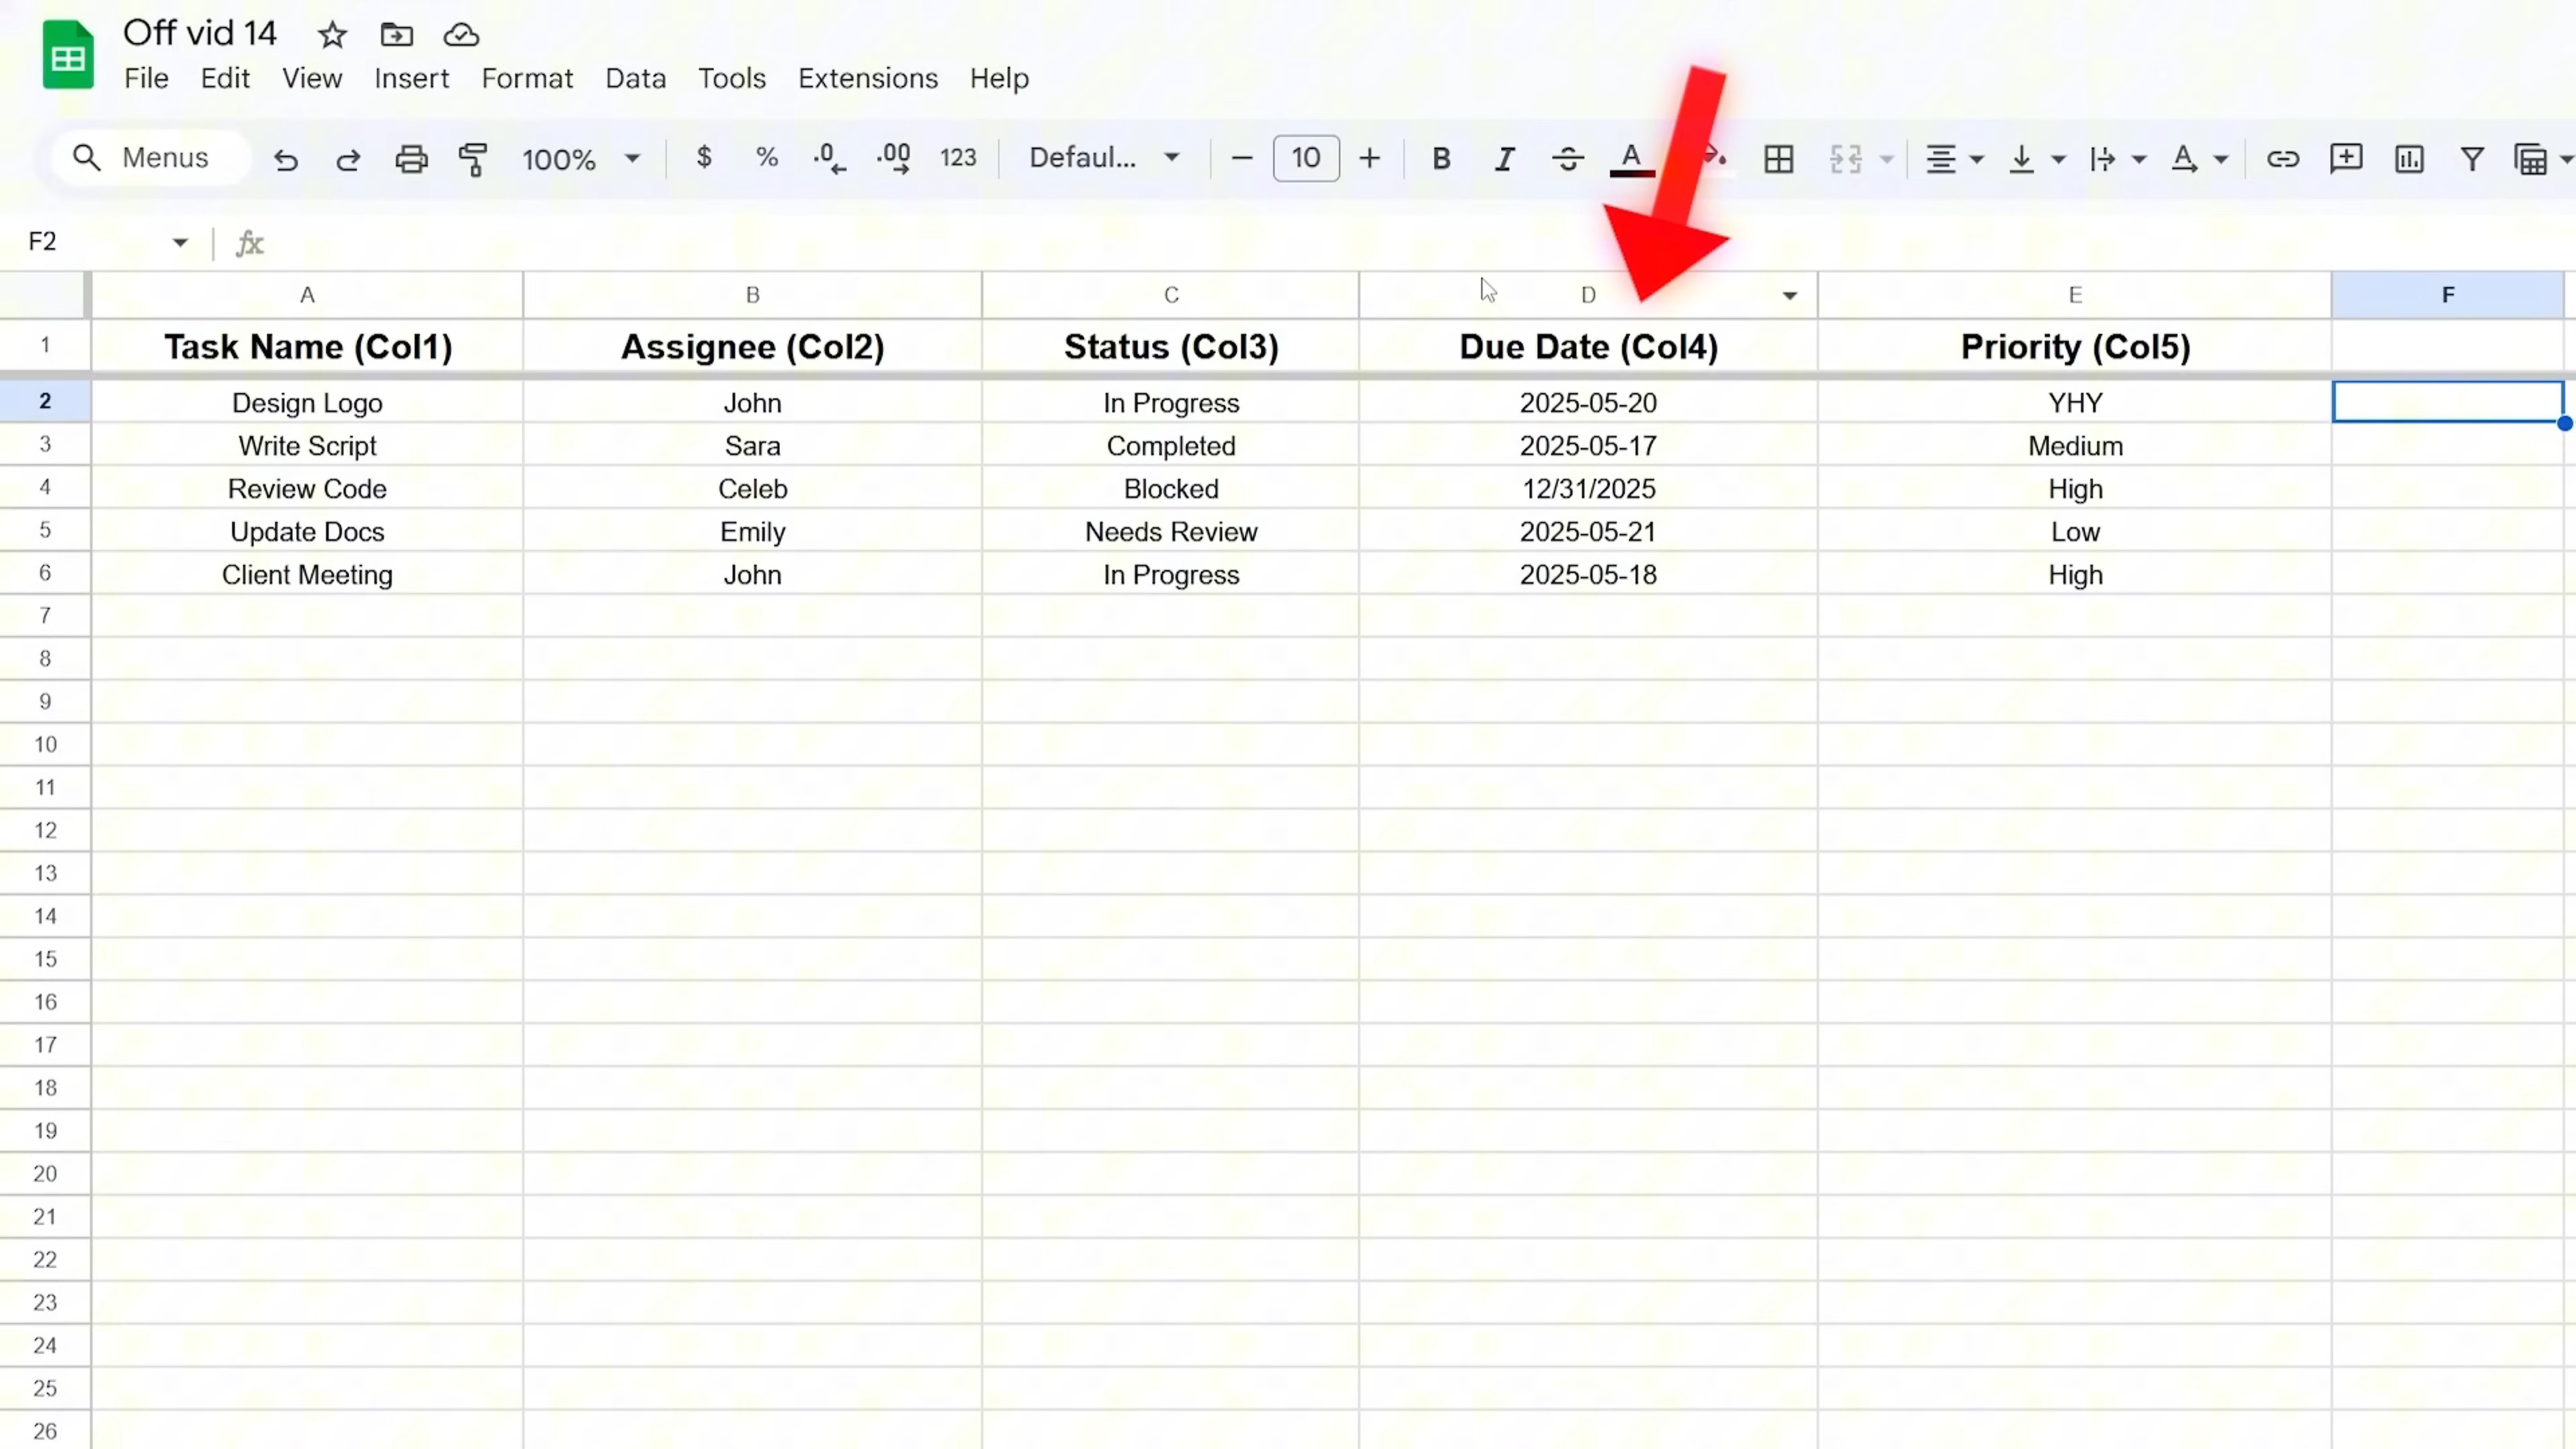 Off vid 14
File Edit View Insert Format Data Tools Extensions Help
Menus 100% $ % .0 .00 123 Defaul... 10 B I S A A
F2 fx
A B C D E F
1 Task Name (Col1) Assignee (Col2) Status (Col3) Due Date (Col4) Priority (Col5)
2 Design Logo John In Progress 2025-05-20 YHY
3 Write Script Sara Completed 2025-05-17 Medium
4 Review Code Celeb Blocked 12/31/2025 High
5 Update Docs Emily Needs Review 2025-05-21 Low
6 Client Meeting John In Progress 2025-05-18 High
7
8
9
10
11
12
13
14
15
16
17
18
19
20
21
22
23
24
25
26